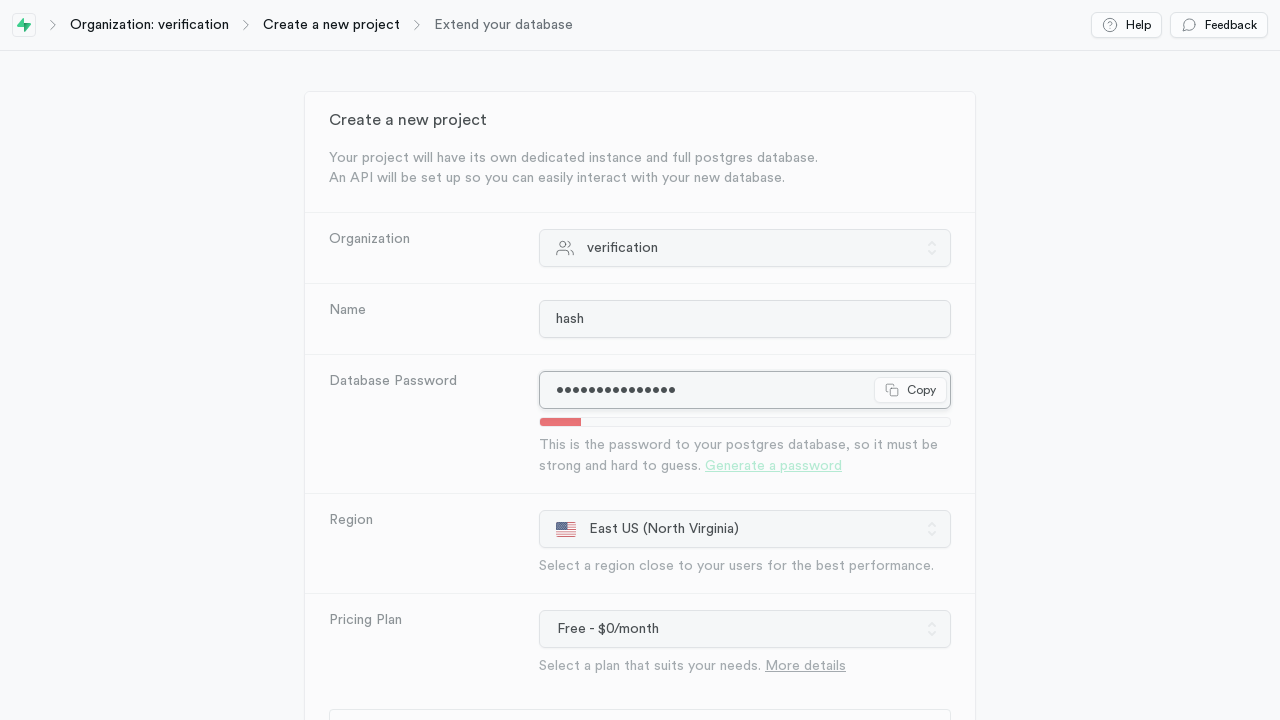 Organization: verification
Create a new project
Extend your database
Help
Feedback
Create a new project
Your project will have its own dedicated instance and full postgres database.
An API will be set up so you can easily interact with your new database.
Organization
verification
Name
hash
Database Password
•••••••••••••••
Copy
This is the password to your postgres database, so it must be
strong and hard to guess. Generate a password
Region
East US (North Virginia)
Select a region close to your users for the best performance.
Pricing Plan
Free - $0/month
Select a plan that suits your needs. More details